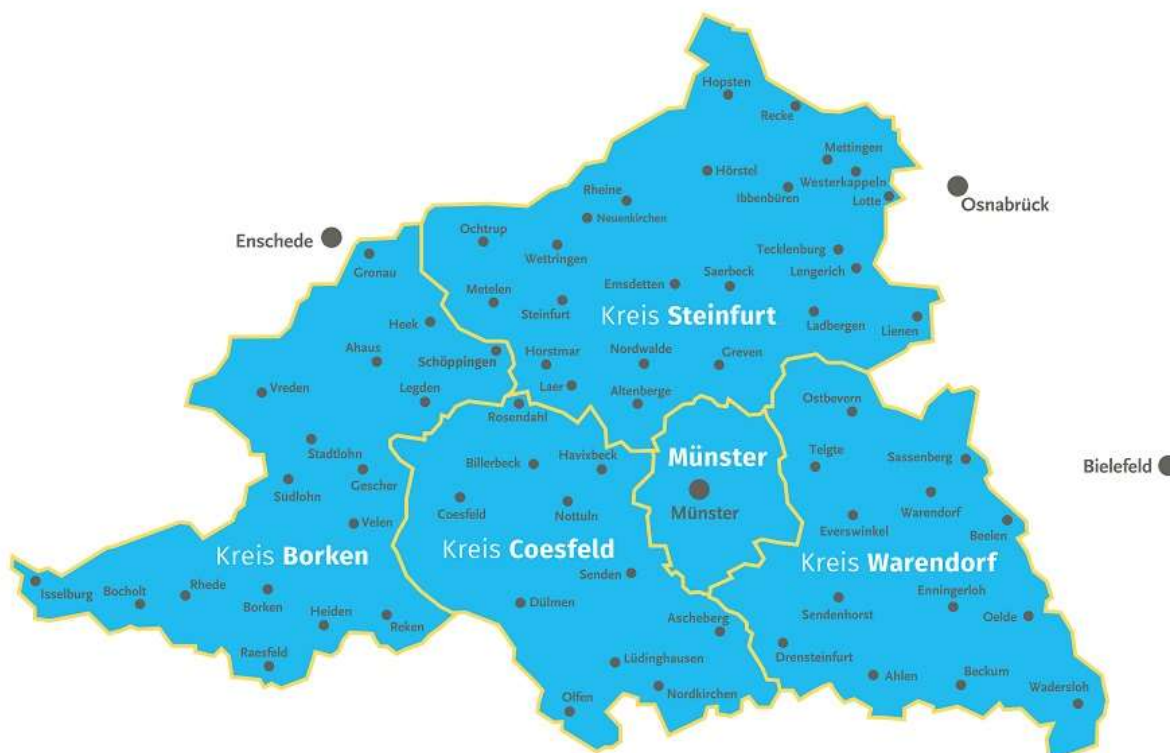 Hopsten
Recke
Mettingen
Hörstel
Westerkappeln
Rheine
Ibbenbüren
Osnabrück
Lotte
Neuenkirchen
Ochtrup
Enschede
Wettringen
Tecklenburg
Gronau
Lengerich
Saerbeck
Emsdetten
Metelen
Steinfurt
Kreis Steinfurt
Ladbergen
Lienen
Heek
Ahaus
Schöppingen
Horstmar
Nordwalde
Greven
Vreden
Legden
Laer
Altenberge
Ostbevern
Rosendahl
Stadtlohn
Telgte
Havixbeck
Münster
Sassenberg
Billerbeck
Bielefeld
Gescher
Südlohn
Coesfeld
Nottuln
Münster
Warendorf
Velen
Everswinkel
Beelen
Kreis Borken
Kreis Coesfeld
Kreis Warendorf
Senden
Isselburg
Bocholt
Rhede
Enningerloh
Borken
Dülmen
Heiden
Reken
Sendenhorst
Oelde
Ascheberg
Raesfeld
Lüdinghausen
Drensteinfurt
Ahlen
Beckum
Wadersloh
Olfen
Nordkirchen